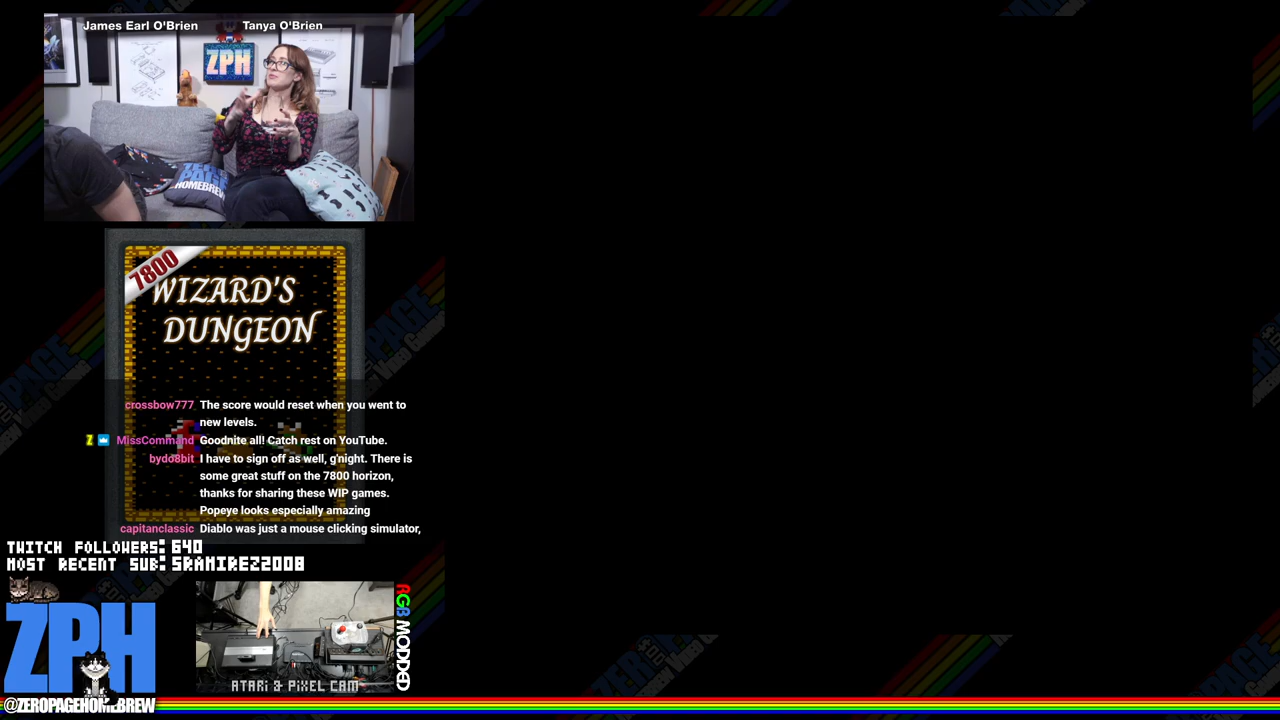 James Earl O'Brien
Tanya O'Brien
ZPH
ZERO
PAGE
HOMEBREW
7800
WIZARD'S
DUNGEON
crossbow777 The score would reset when you went to
new levels.
Z MissCommand Goodnite all! Catch rest on YouTube.
bydo8bit I have to sign off as well, g'night. There is
some great stuff on the 7800 horizon,
thanks for sharing these WIP games.
Popeye looks especially amazing
capitanclassic Diablo was just a mouse clicking simulator,
TWITCH FOLLOWERS: 640
MOST RECENT SUB: SRAMIREZ2008
ZPH
@ZEROPAGEHOMEBREW
RGB MODDED
ATARI & PIXEL CAM